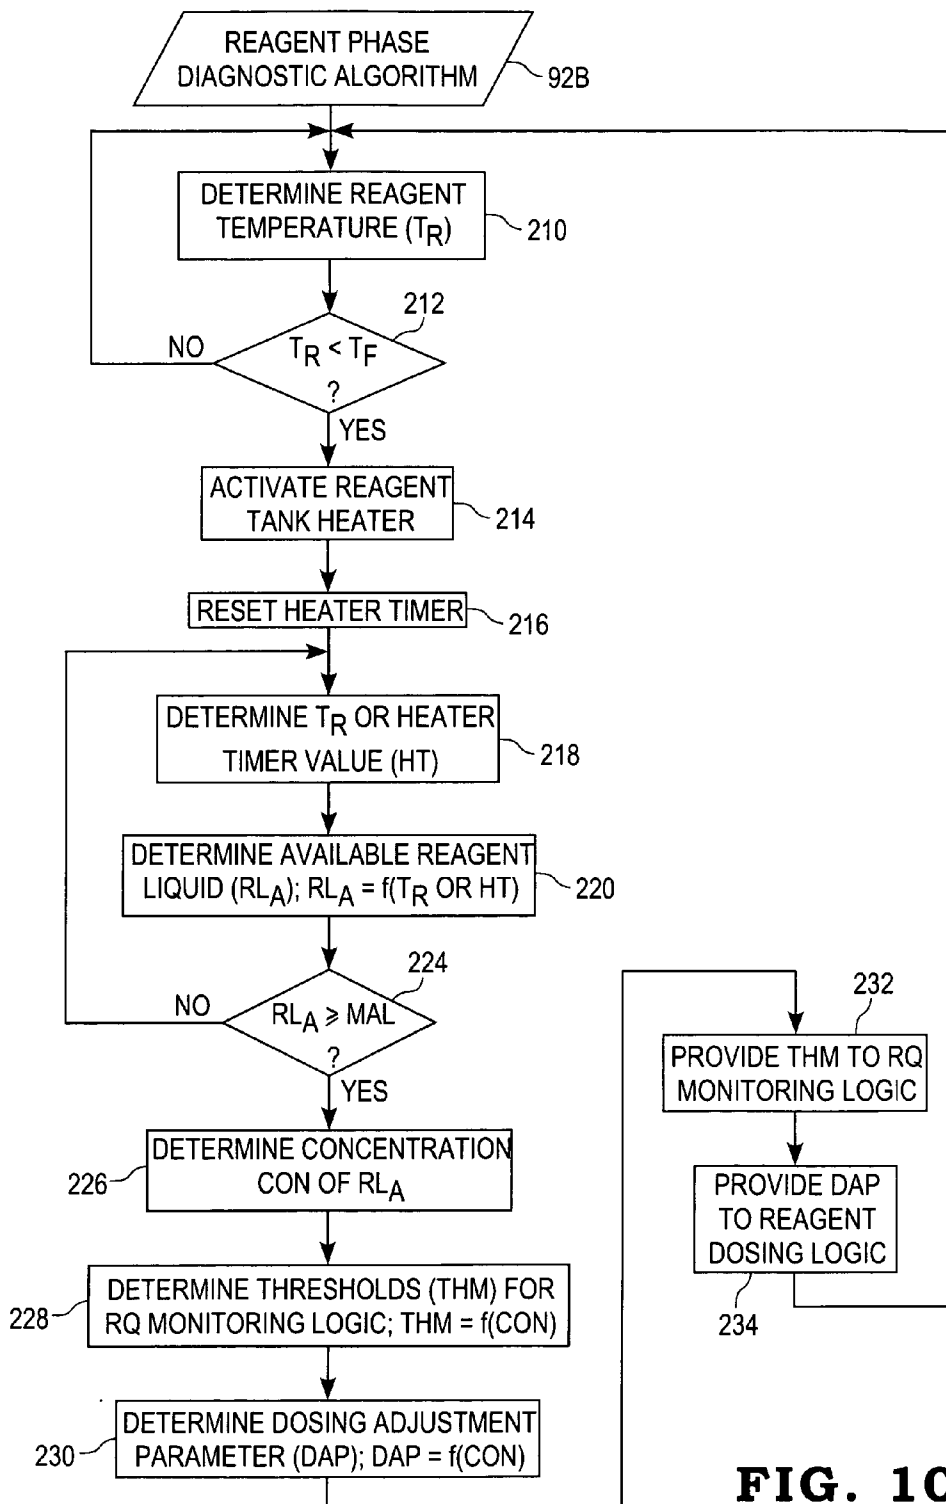 REAGENT PHASE
DIAGNOSTIC ALGORITHM
92B
DETERMINE REAGENT
TEMPERATURE (TR)
210
212
TR < TF
?
NO
YES
ACTIVATE REAGENT
TANK HEATER
214
RESET HEATER TIMER
216
DETERMINE TR OR HEATER
TIMER VALUE (HT)
218
DETERMINE AVAILABLE REAGENT
LIQUID (RLA); RLA = f(TR OR HT)
220
224
RLA ⩾ MAL
?
NO
YES
DETERMINE CONCENTRATION
CON OF RLA
226
DETERMINE THRESHOLDS (THM) FOR
RQ MONITORING LOGIC; THM = f(CON)
228
DETERMINE DOSING ADJUSTMENT
PARAMETER (DAP); DAP = f(CON)
230
232
PROVIDE THM TO RQ
MONITORING LOGIC
PROVIDE DAP
TO REAGENT
DOSING LOGIC
234
FIG. 10